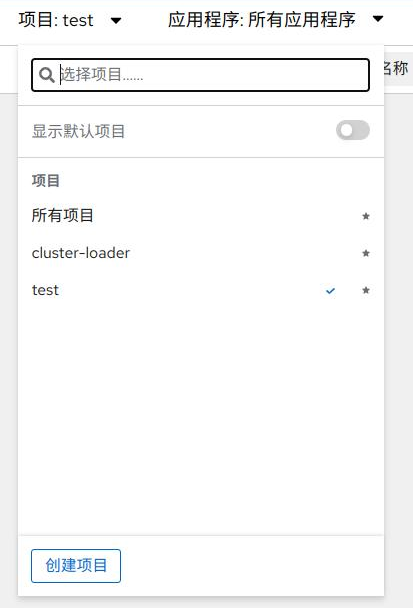 项目: test 应用程序: 所有应用程序
选择项目......
名称
显示默认项目
项目
所有项目
cluster-loader
test
创建项目